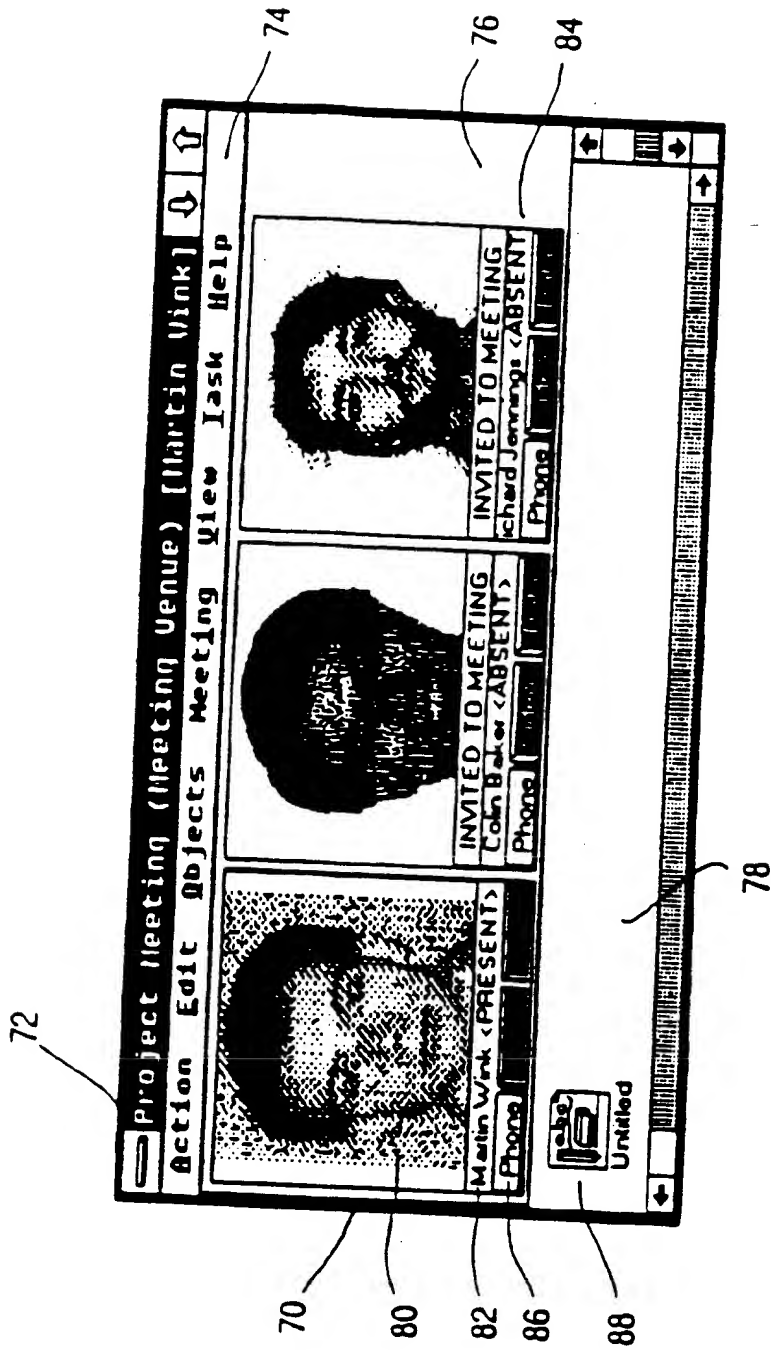 72
Project Meeting (Meeting Venue) [Martin Wink]
Action Edit Objects Meeting View Task Help
74
70
76
80
INVITED TO MEETING
INVITED TO MEETING
82
Martin Wink <PRESENT>
Colin Baker <ABSENT>
ichard Jennings <ABSENT
84
86
Phone
Phone
Phone
88
Untitled
78